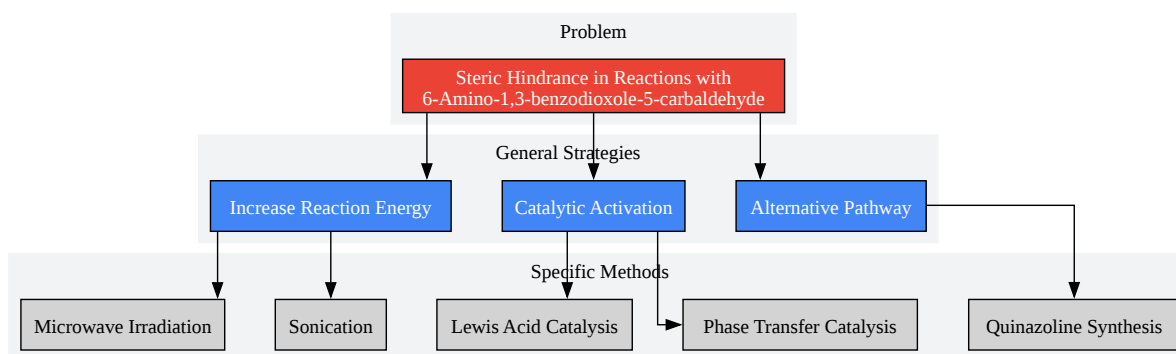 Problem
Steric Hindrance in Reactions with
6-Amino-1,3-benzodioxole-5-carbaldehyde
General Strategies
Increase Reaction Energy
Catalytic Activation
Alternative Pathway
Specific Methods
Microwave Irradiation
Sonication
Lewis Acid Catalysis
Phase Transfer Catalysis
Quinazoline Synthesis